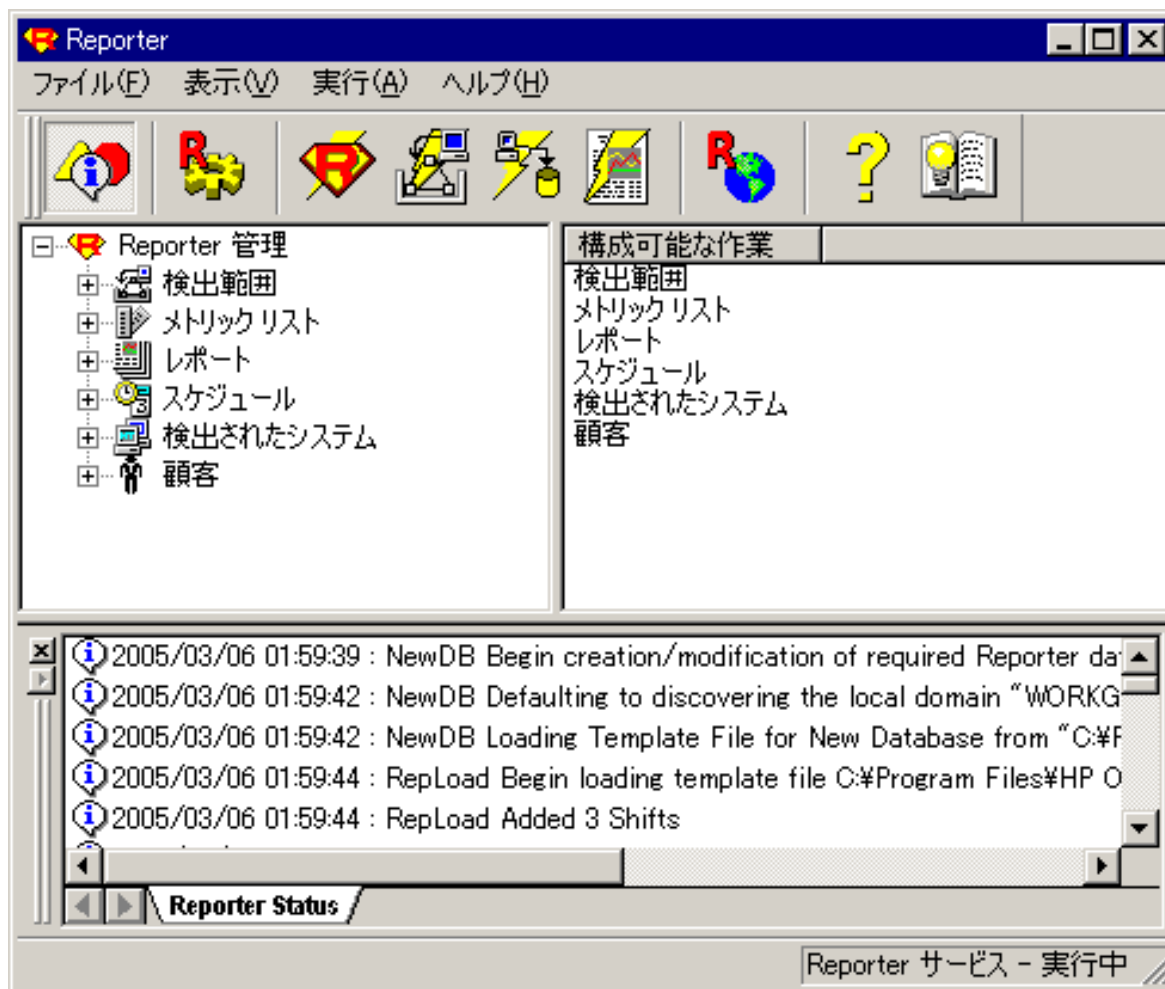 Reporter
ファイル(F) 表示(V) 実行(A) ヘルプ(H)
Reporter 管理
検出範囲
メトリック リスト
レポート
スケジュール
検出されたシステム
顧客
構成可能な作業
検出範囲
メトリック リスト
レポート
スケジュール
検出されたシステム
顧客
2005/03/06 01:59:39 : NewDB Begin creation/modification of required Reporter
2005/03/06 01:59:42 : NewDB Defaulting to discovering the local domain "WORKG
2005/03/06 01:59:42 : NewDB Loading Template File for New Database from "C:¥
2005/03/06 01:59:44 : RepLoad Begin loading template file C:¥Program Files¥HP O
2005/03/06 01:59:44 : RepLoad Added 3 Shifts
Reporter Status
Reporter サービス - 実行中